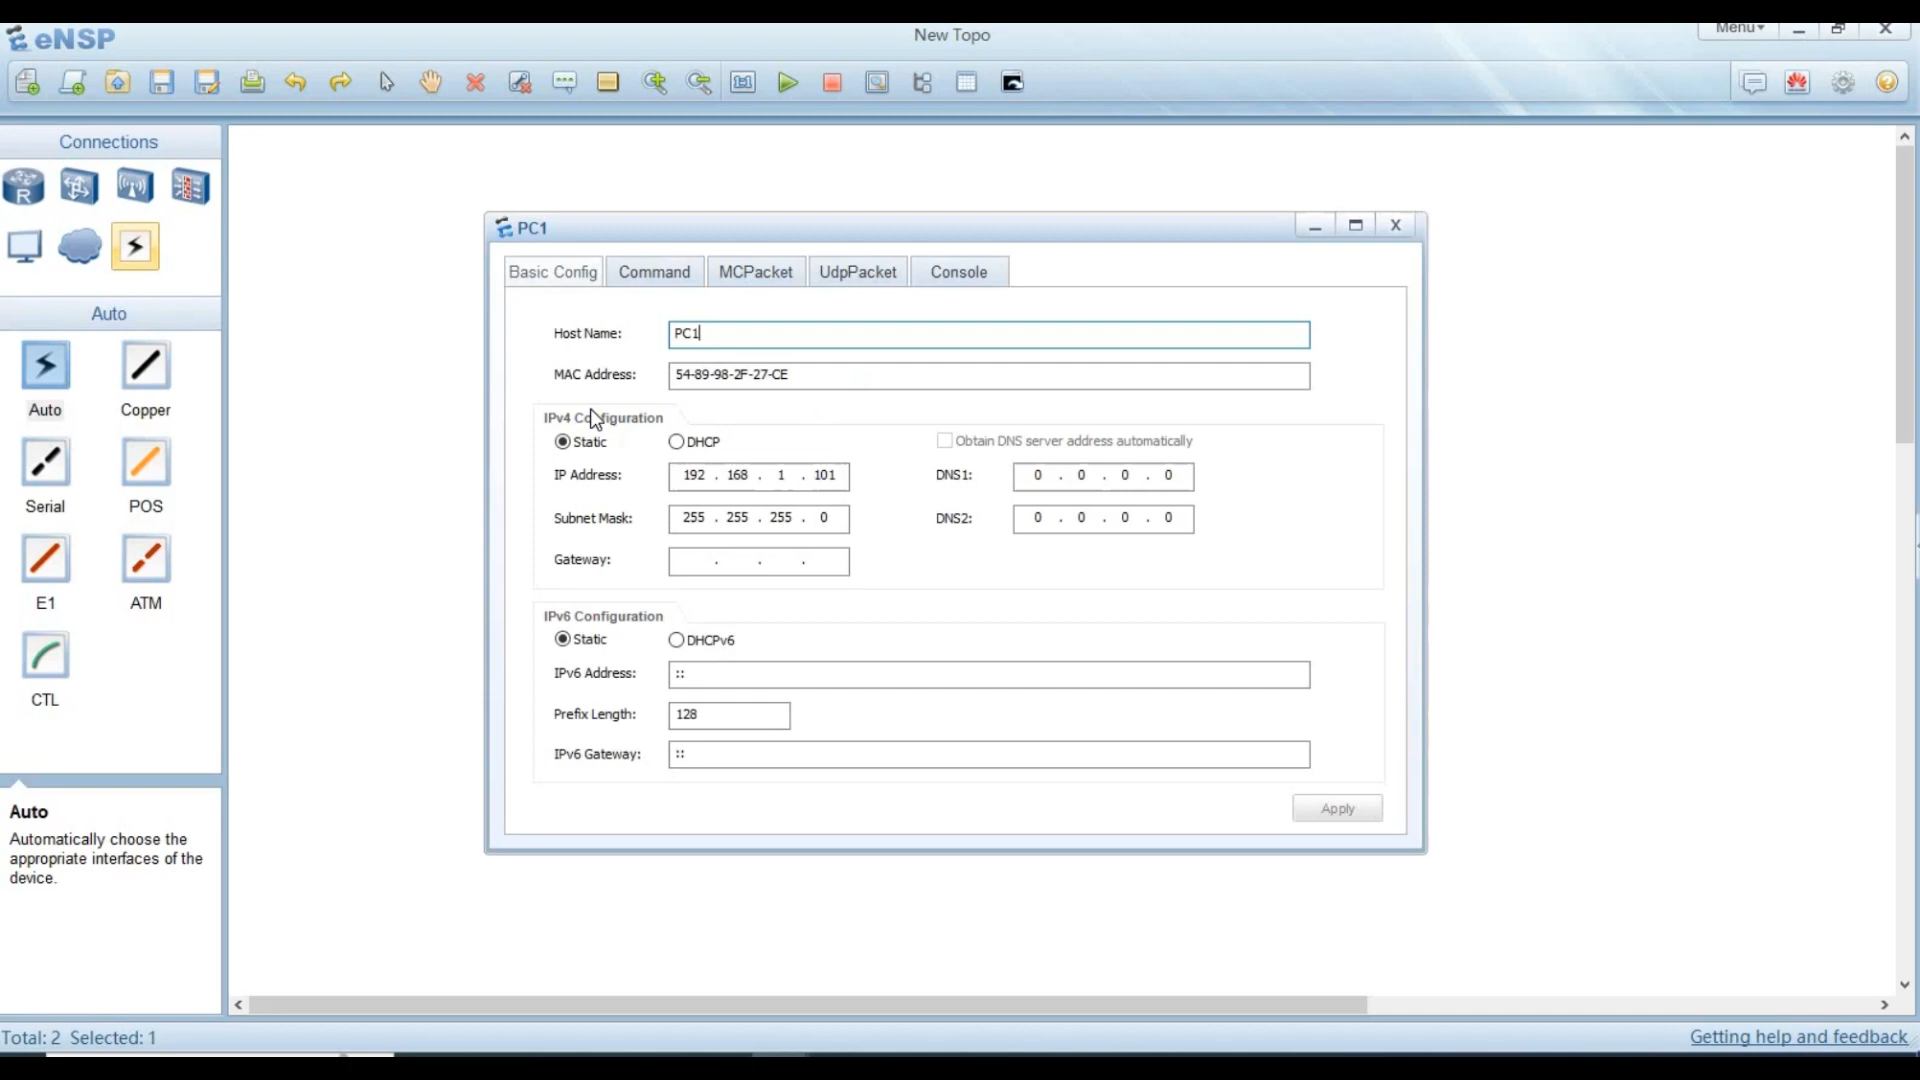 eNSP
New Topo
Menu
Connections
R
Auto
Auto
Copper
Serial
POS
E1
ATM
CTL
Auto
Automatically choose the
appropriate interfaces of the
device.
PC1
Basic Config
Command
MCPacket
UdpPacket
Console
Host Name:
PC1
MAC Address:
54-89-98-2F-27-CE
IPv4 Configuration
Static
DHCP
Obtain DNS server address automatically
IP Address:
192 . 168 . 1 . 101
DNS1:
0 . 0 . 0 . 0
Subnet Mask:
255 . 255 . 255 . 0
DNS2:
0 . 0 . 0 . 0
Gateway:
. . .
IPv6 Configuration
Static
DHCPv6
IPv6 Address:
::
Prefix Length:
128
IPv6 Gateway:
::
Apply
Total: 2 Selected: 1
Getting help and feedback